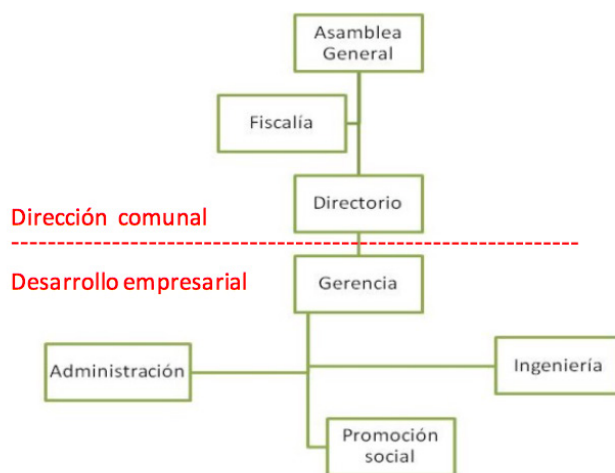 Asamblea
General
Fiscalía
Directorio
Dirección comunal
Desarrollo empresarial
Gerencia
Administración
Ingeniería
Promoción
social